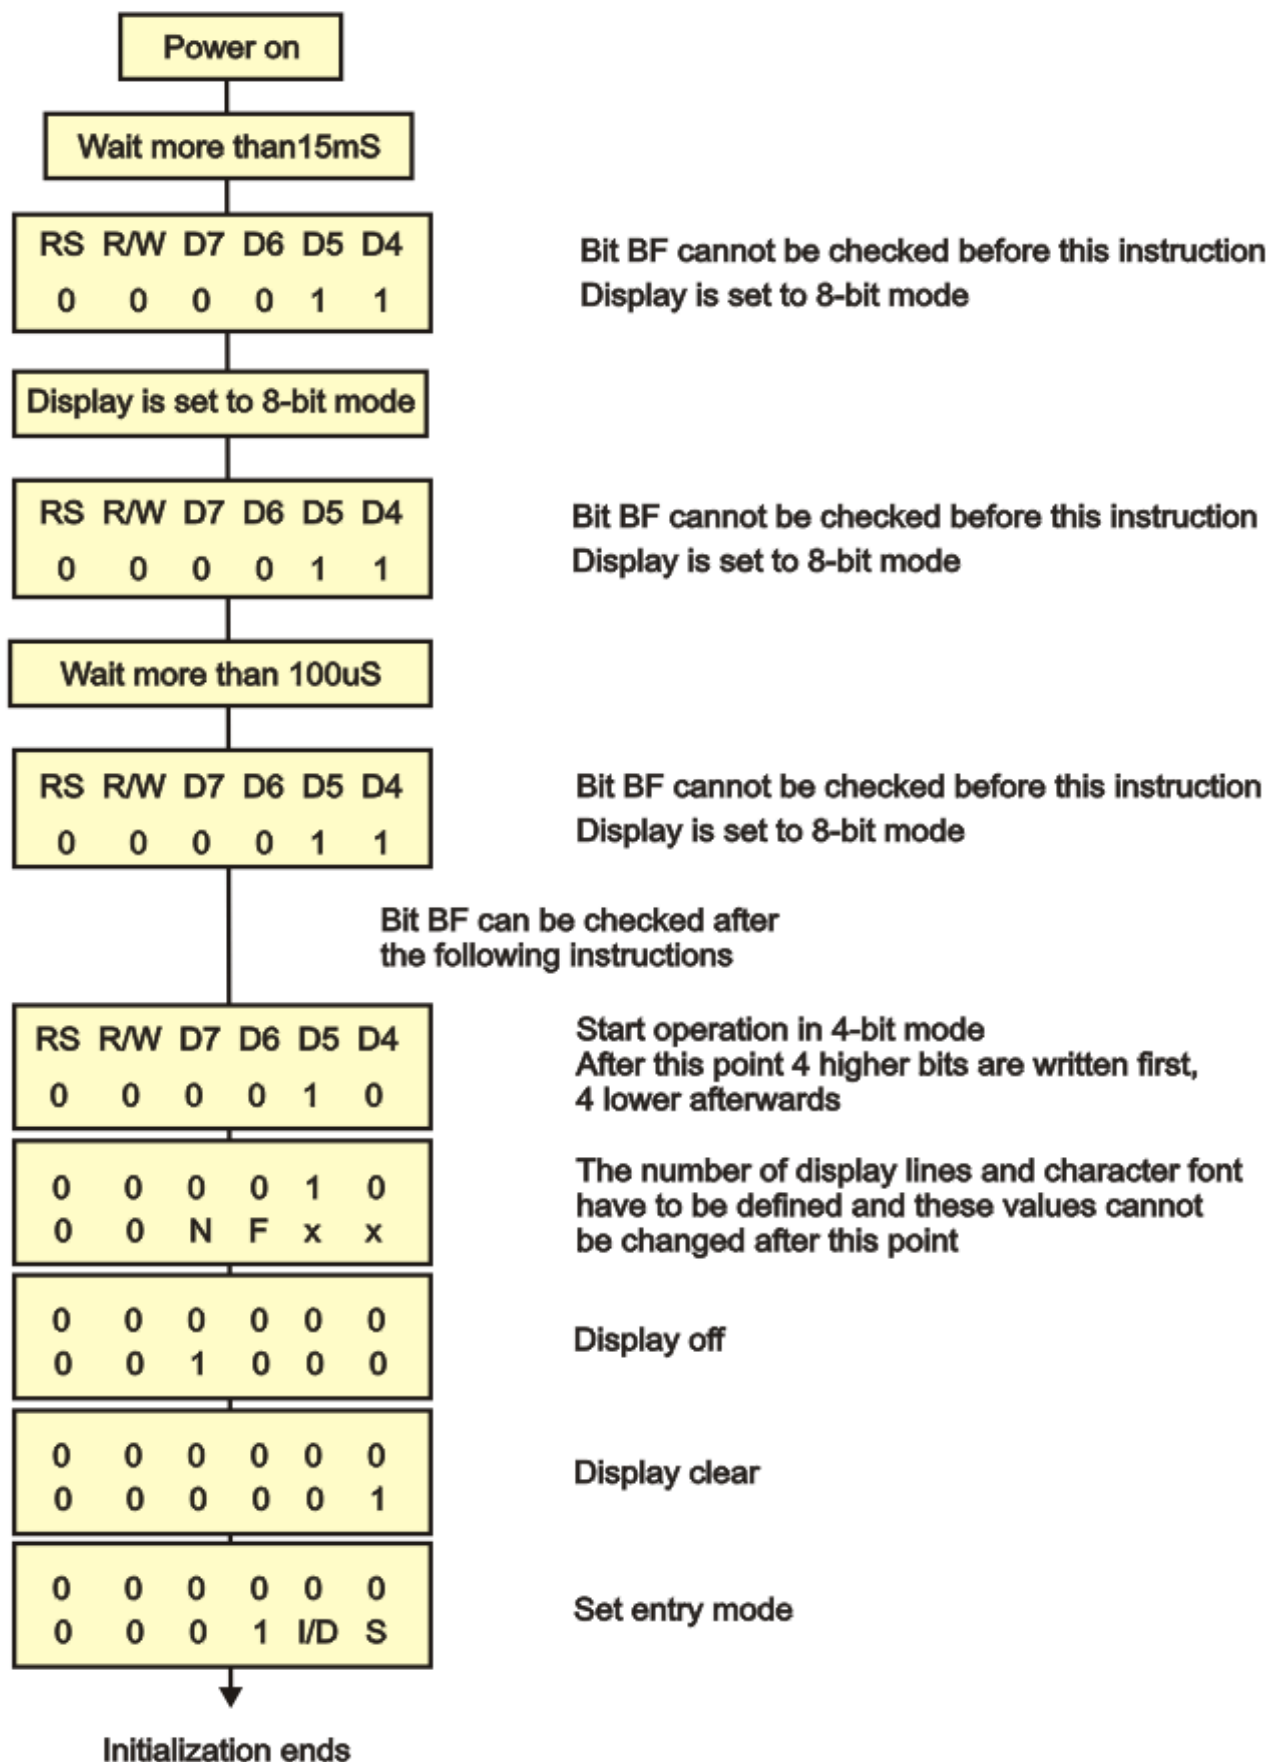 Power on
Wait more than15mS
RS R/W D7 D6 D5 D4
0 0 0 0 1 1
Bit BF cannot be checked before this instruction
Display is set to 8-bit mode
Display is set to 8-bit mode
RS R/W D7 D6 D5 D4
0 0 0 0 1 1
Bit BF cannot be checked before this instruction
Display is set to 8-bit mode
Wait more than 100uS
RS R/W D7 D6 D5 D4
0 0 0 0 1 1
Bit BF cannot be checked before this instruction
Display is set to 8-bit mode
Bit BF can be checked after
the following instructions
RS R/W D7 D6 D5 D4
0 0 0 0 1 0
Start operation in 4-bit mode
After this point 4 higher bits are written first,
4 lower afterwards
0 0 0 0 1 0
0 0 N F x x
The number of display lines and character font
have to be defined and these values cannot
be changed after this point
0 0 0 0 0 0
0 0 1 0 0 0
Display off
0 0 0 0 0 0
0 0 0 0 0 1
Display clear
0 0 0 0 0 0
0 0 0 1 I/D S
Set entry mode
Initialization ends